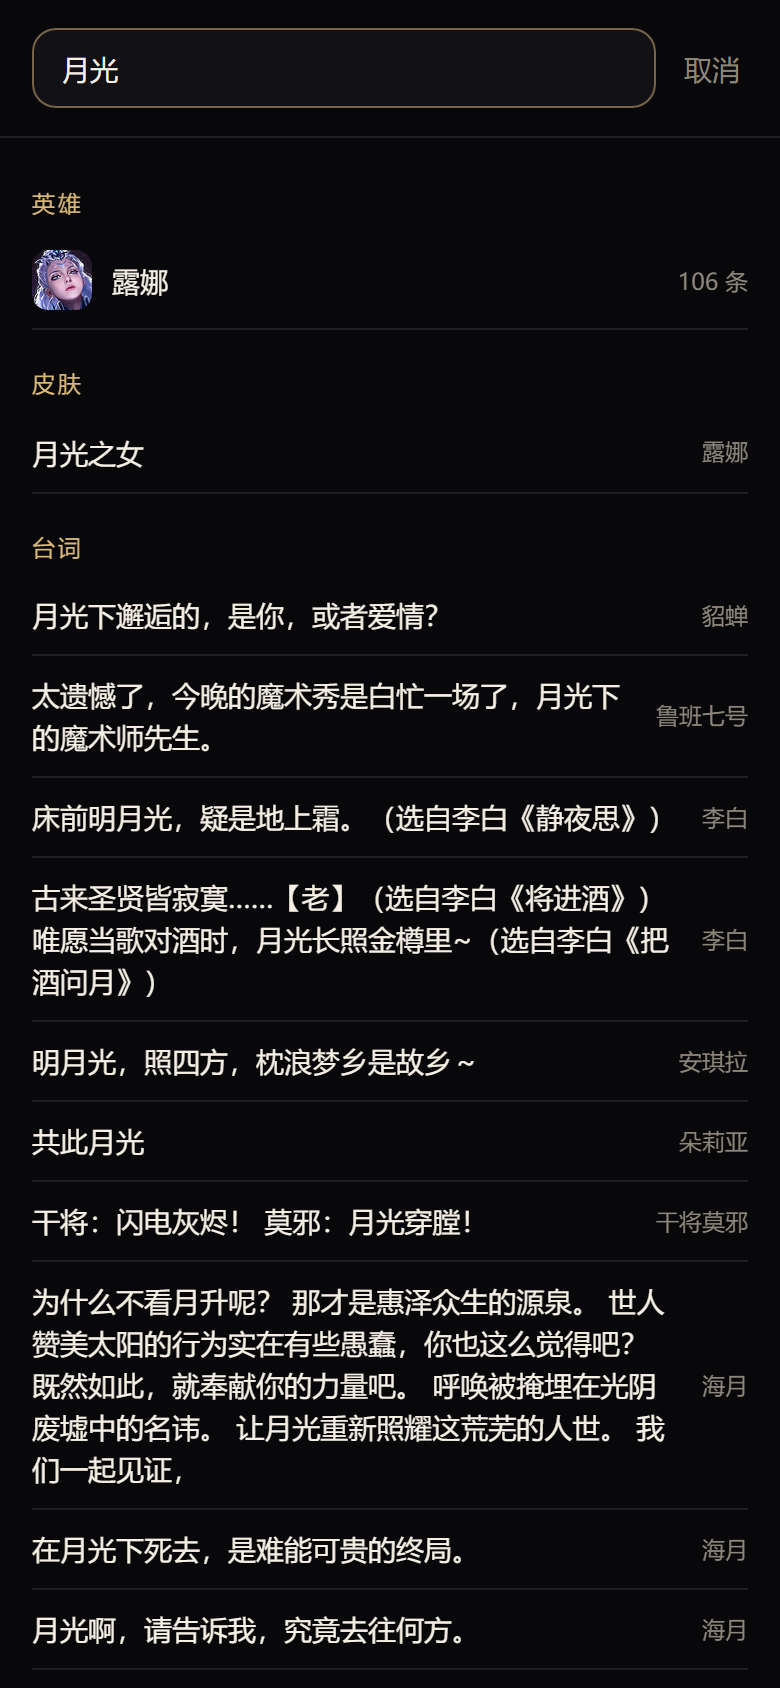 月光
取消
英雄
露娜
106 条
皮肤
月光之女
露娜
台词
月光下邂逅的，是你，或者爱情？
貂蝉
太遗憾了，今晚的魔术秀是白忙一场了，月光下
的魔术师先生。
鲁班七号
床前明月光，疑是地上霜。（选自李白《静夜思》）
李白
古来圣贤皆寂寞……【老】（选自李白《将进酒》）
唯愿当歌对酒时，月光长照金樽里~（选自李白《把
酒问月》）
李白
明月光，照四方，枕浪梦乡是故乡～
安琪拉
共此月光
朵莉亚
干将：闪电灰烬！ 莫邪：月光穿膛！
干将莫邪
为什么不看月升呢？ 那才是惠泽众生的源泉。 世人
赞美太阳的行为实在有些愚蠢，你也这么觉得吧？
既然如此，就奉献你的力量吧。 呼唤被掩埋在光阴
废墟中的名讳。 让月光重新照耀这荒芜的人世。 我
们一起见证，
海月
在月光下死去，是难能可贵的终局。
海月
月光啊，请告诉我，究竟去往何方。
海月